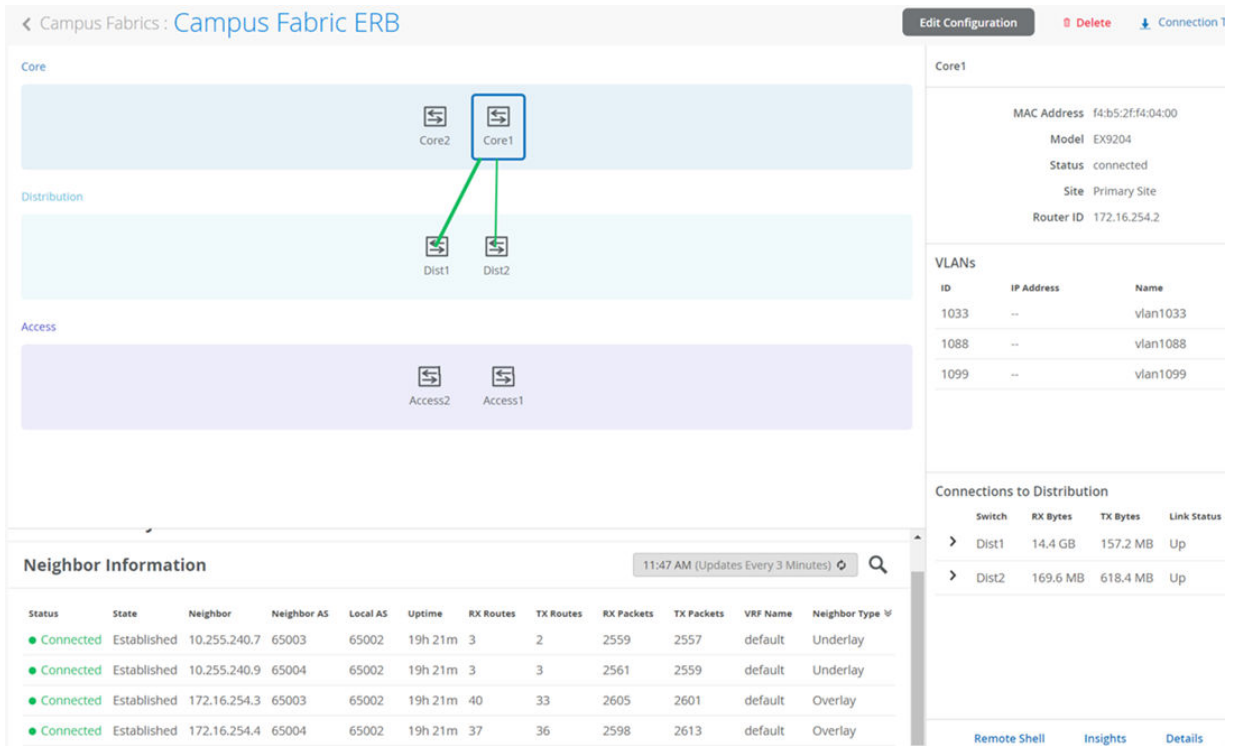 Campus Fabrics : Campus Fabric ERB
Edit Configuration
Delete
Connection T
Core
Core2
Core1
Distribution
Dist1
Dist2
Access
Access2
Access1
Core1
MAC Address f4:b5:2f:f4:04:00
Model EX9204
Status connected
Site Primary Site
Router ID 172.16.254.2
VLANs
ID IP Address Name
1033 -- vlan1033
1088 -- vlan1088
1099 -- vlan1099
Connections to Distribution
Switch RX Bytes TX Bytes Link Status
Dist1 14.4 GB 157.2 MB Up
Dist2 169.6 MB 618.4 MB Up
Remote Shell Insights Details
Neighbor Information
11:47 AM (Updates Every 3 Minutes)
Status State Neighbor Neighbor AS Local AS Uptime RX Routes TX Routes RX Packets TX Packets VRF Name Neighbor Type
Connected Established 10.255.240.7 65003 65002 19h 21m 3 2 2559 2557 default Underlay
Connected Established 10.255.240.9 65004 65002 19h 21m 3 3 2561 2559 default Underlay
Connected Established 172.16.254.3 65003 65002 19h 21m 40 33 2605 2601 default Overlay
Connected Established 172.16.254.4 65004 65002 19h 21m 37 36 2598 2613 default Overlay